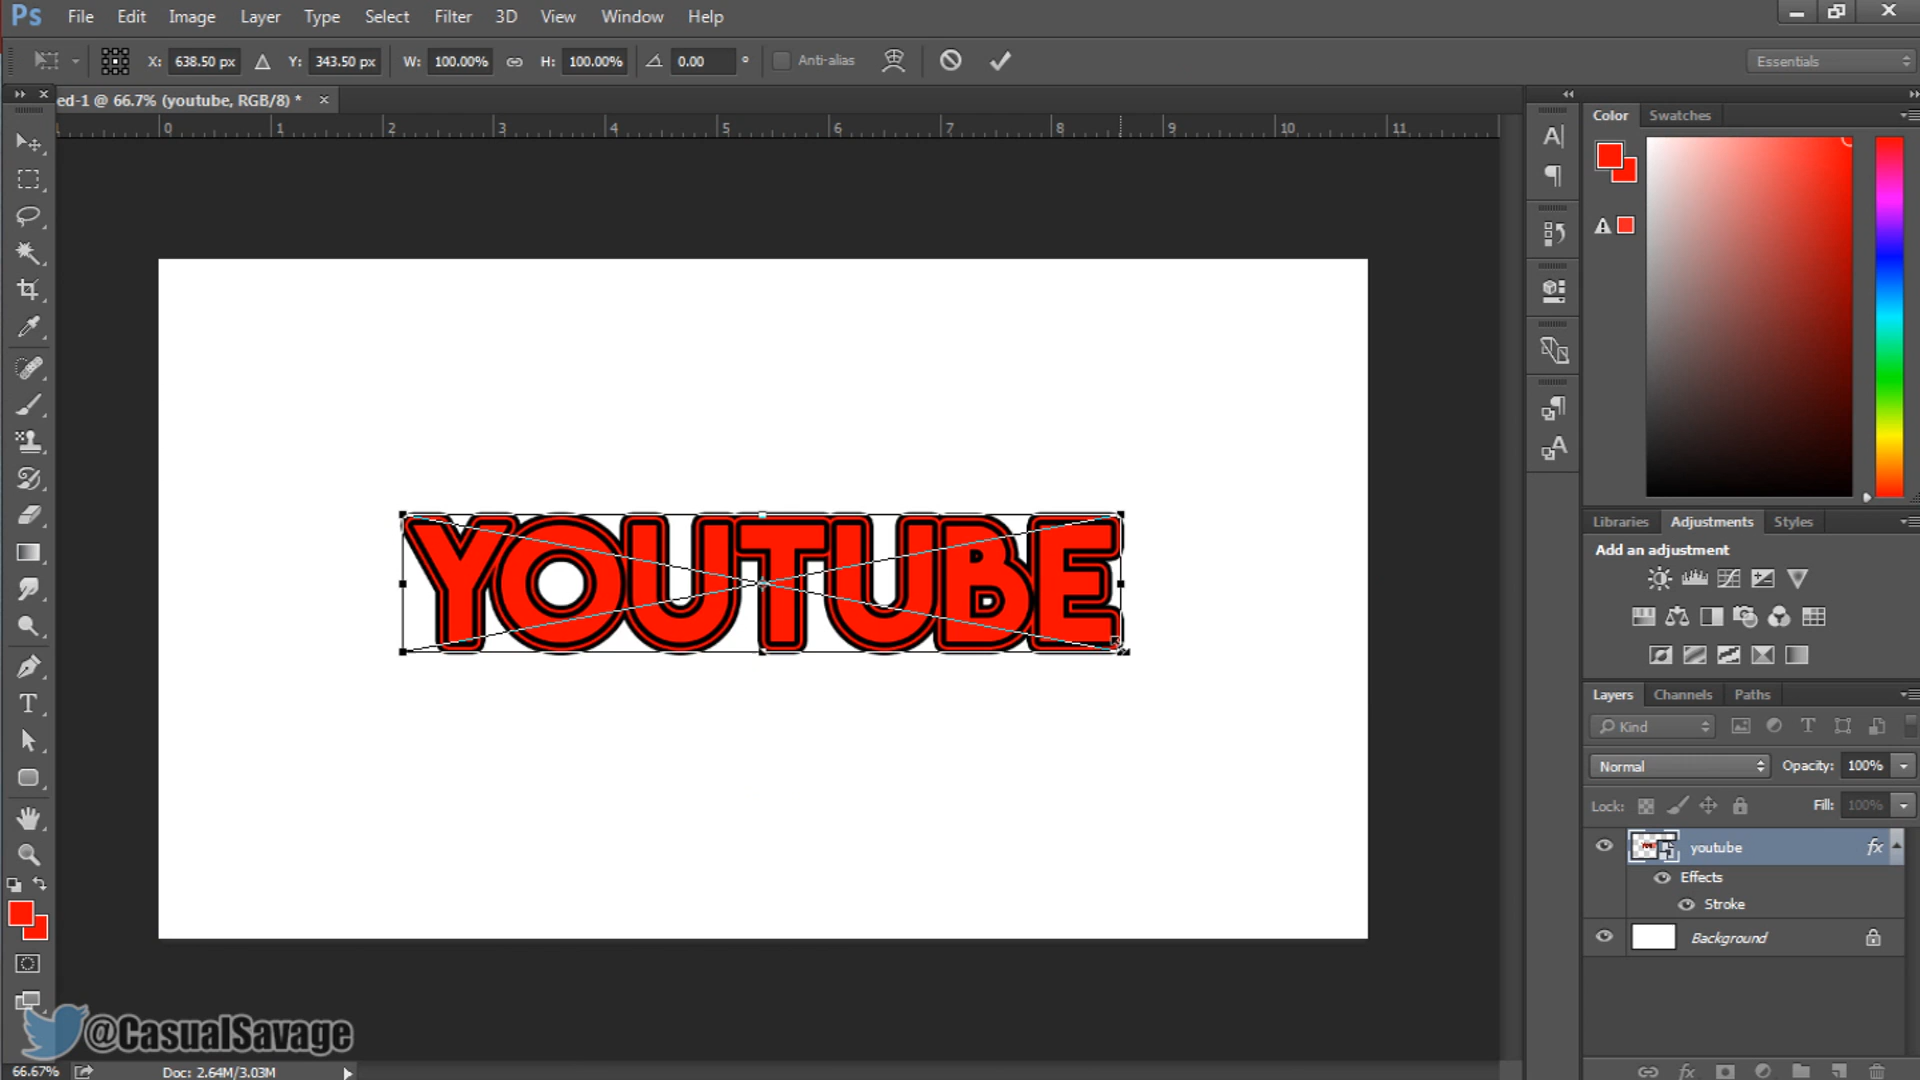 Ps File Edit Image Layer Type Select Filter 3D View Window Help
X: 638.50 px Y: 343.50 px W: 100.00% H: 100.00% 0.00 ° Anti-alias Essentials
ed-1 @ 66.7% (youtube, RGB/8) * ×
0 1 2 3 4 5 6 7 8 9 10 11
Color Swatches
YOUTUBE
Libraries Adjustments Styles
Add an adjustment
Layers Channels Paths
Kind
Normal Opacity: 100%
Lock: Fill: 100%
youtube fx
Effects
Stroke
Background
@CasualSavage
66.67% Doc: 2.64M/3.03M
fx